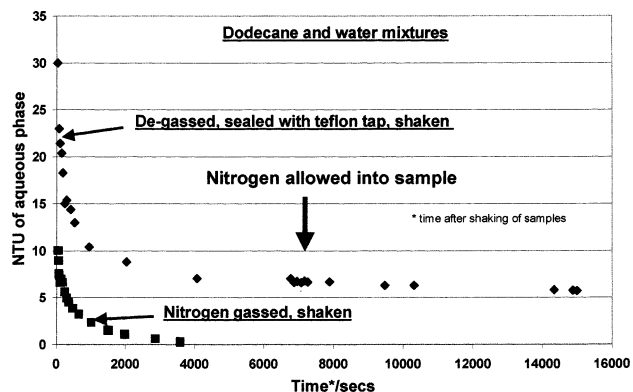 Dodecane and water mixtures
NTU of aqueous phase
35
30
25
20
15
10
5
0
De-gassed, sealed with teflon tap, shaken
Nitrogen allowed into sample
* time after shaking of samples
Nitrogen gassed, shaken
0 2000 4000 6000 8000 10000 12000 14000 16000
Time*/secs